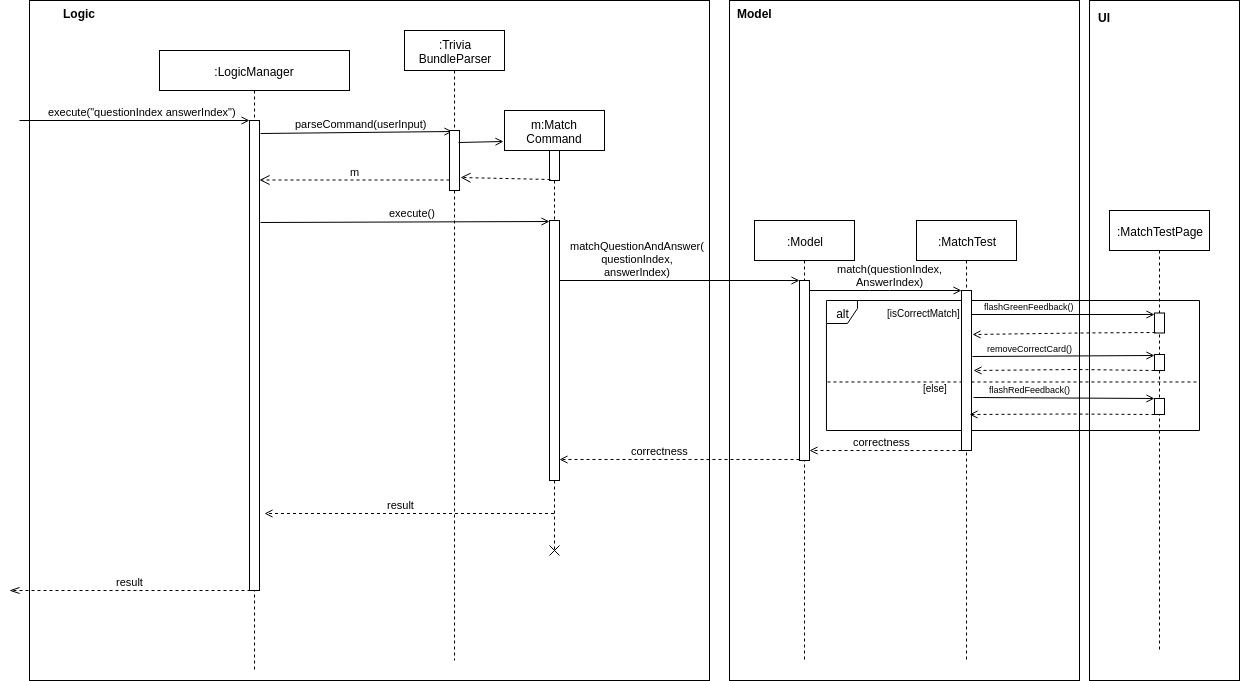 Logic
Model
UI
:Trivia
BundleParser
:LogicManager
execute("questionIndex answerIndex")
parseCommand(userInput)
m:Match
Command
m
execute()
matchQuestionAndAnswer(
questionIndex,
answerIndex)
:Model
:MatchTest
:MatchTestPage
match(questionIndex,
AnswerIndex)
alt
[isCorrectMatch]
flashGreenFeedback()
removeCorrectCard()
[else]
flashRedFeedback()
correctness
correctness
result
result